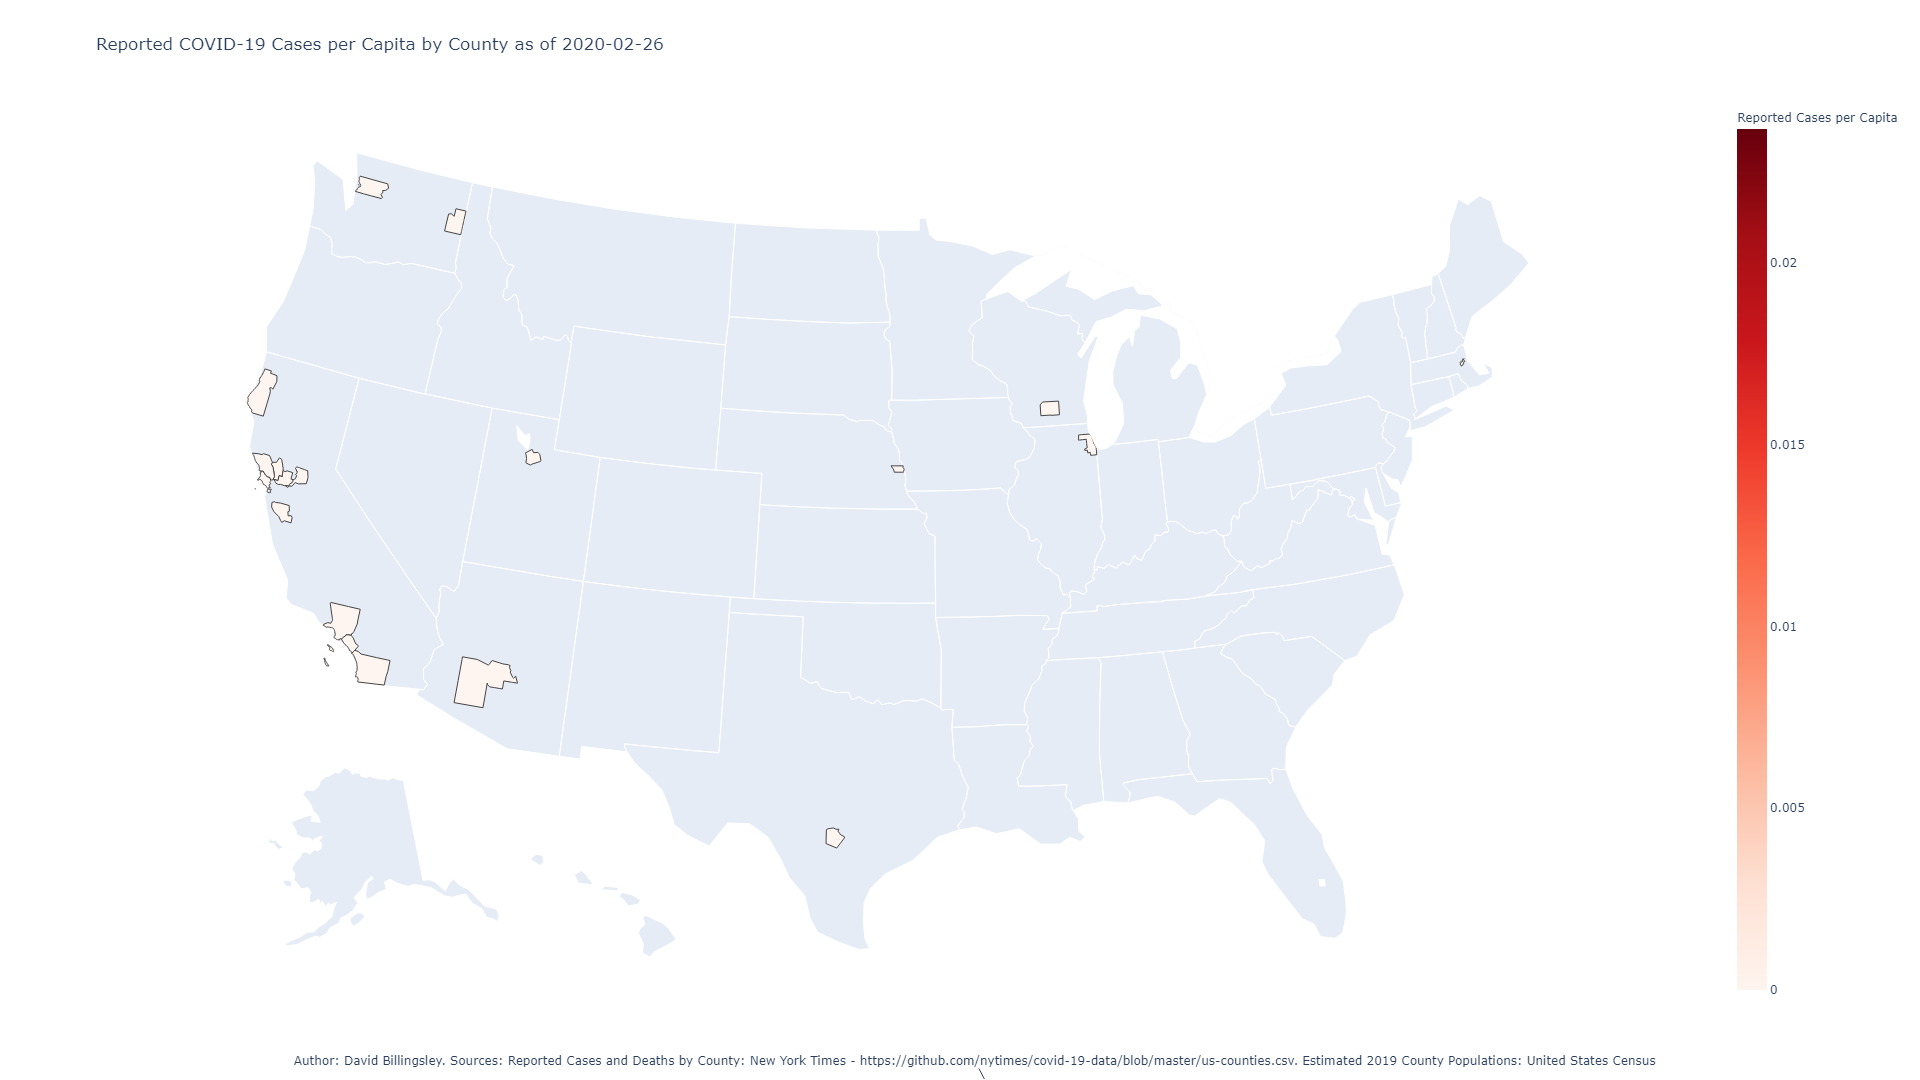 Reported COVID-19 Cases per Capita by County as of 2020-02-26
Reported Cases per Capita
0.02
0.015
0.01
0.005
0
Author: David Billingsley. Sources: Reported Cases and Deaths by County: New York Times - https://github.com/nytimes/covid-19-data/blob/master/us-counties.csv. Estimated 2019 County Populations: United States Census